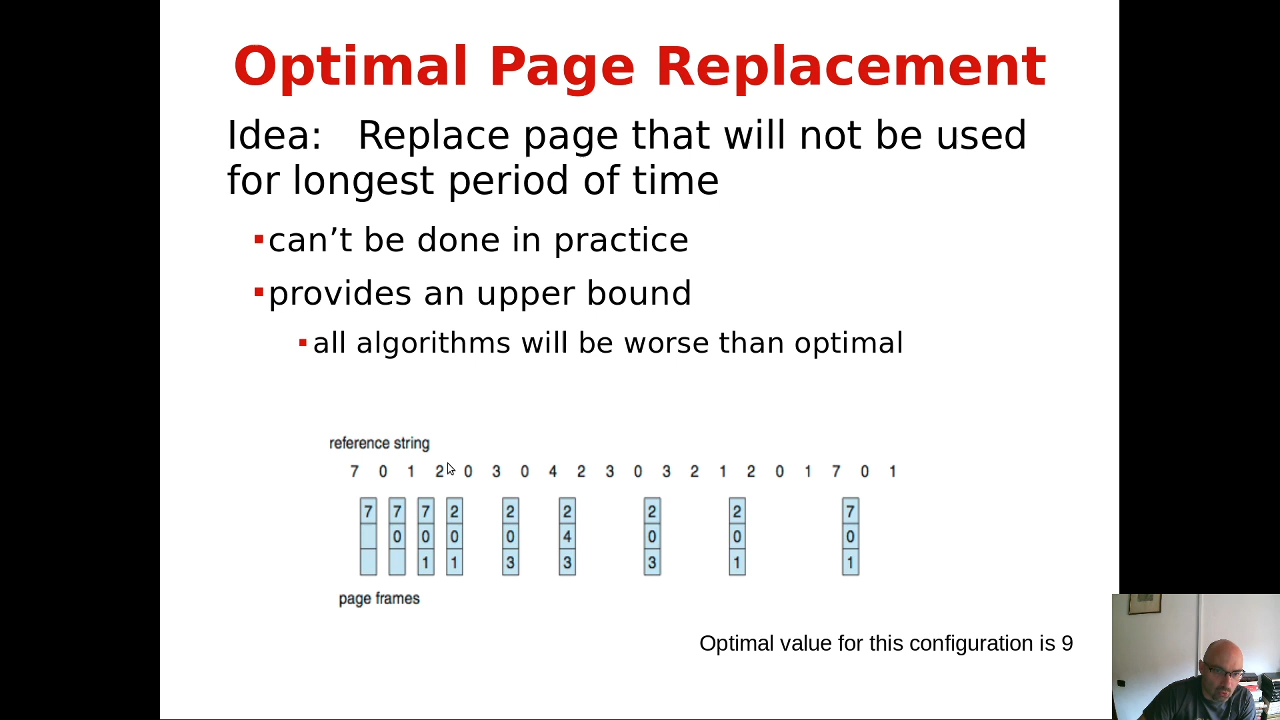 Optimal Page Replacement
Idea: Replace page that will not be used
for longest period of time
▪can’t be done in practice
▪provides an upper bound
▪all algorithms will be worse than optimal
reference string
7 0 1 2 0 3 0 4 2 3 0 3 2 1 2 0 1 7 0 1
7 7 7 2 2 2 2 2 7
0 0 0 0 4 0 0 0
1 1 3 3 3 1 1
page frames
Optimal value for this configuration is 9